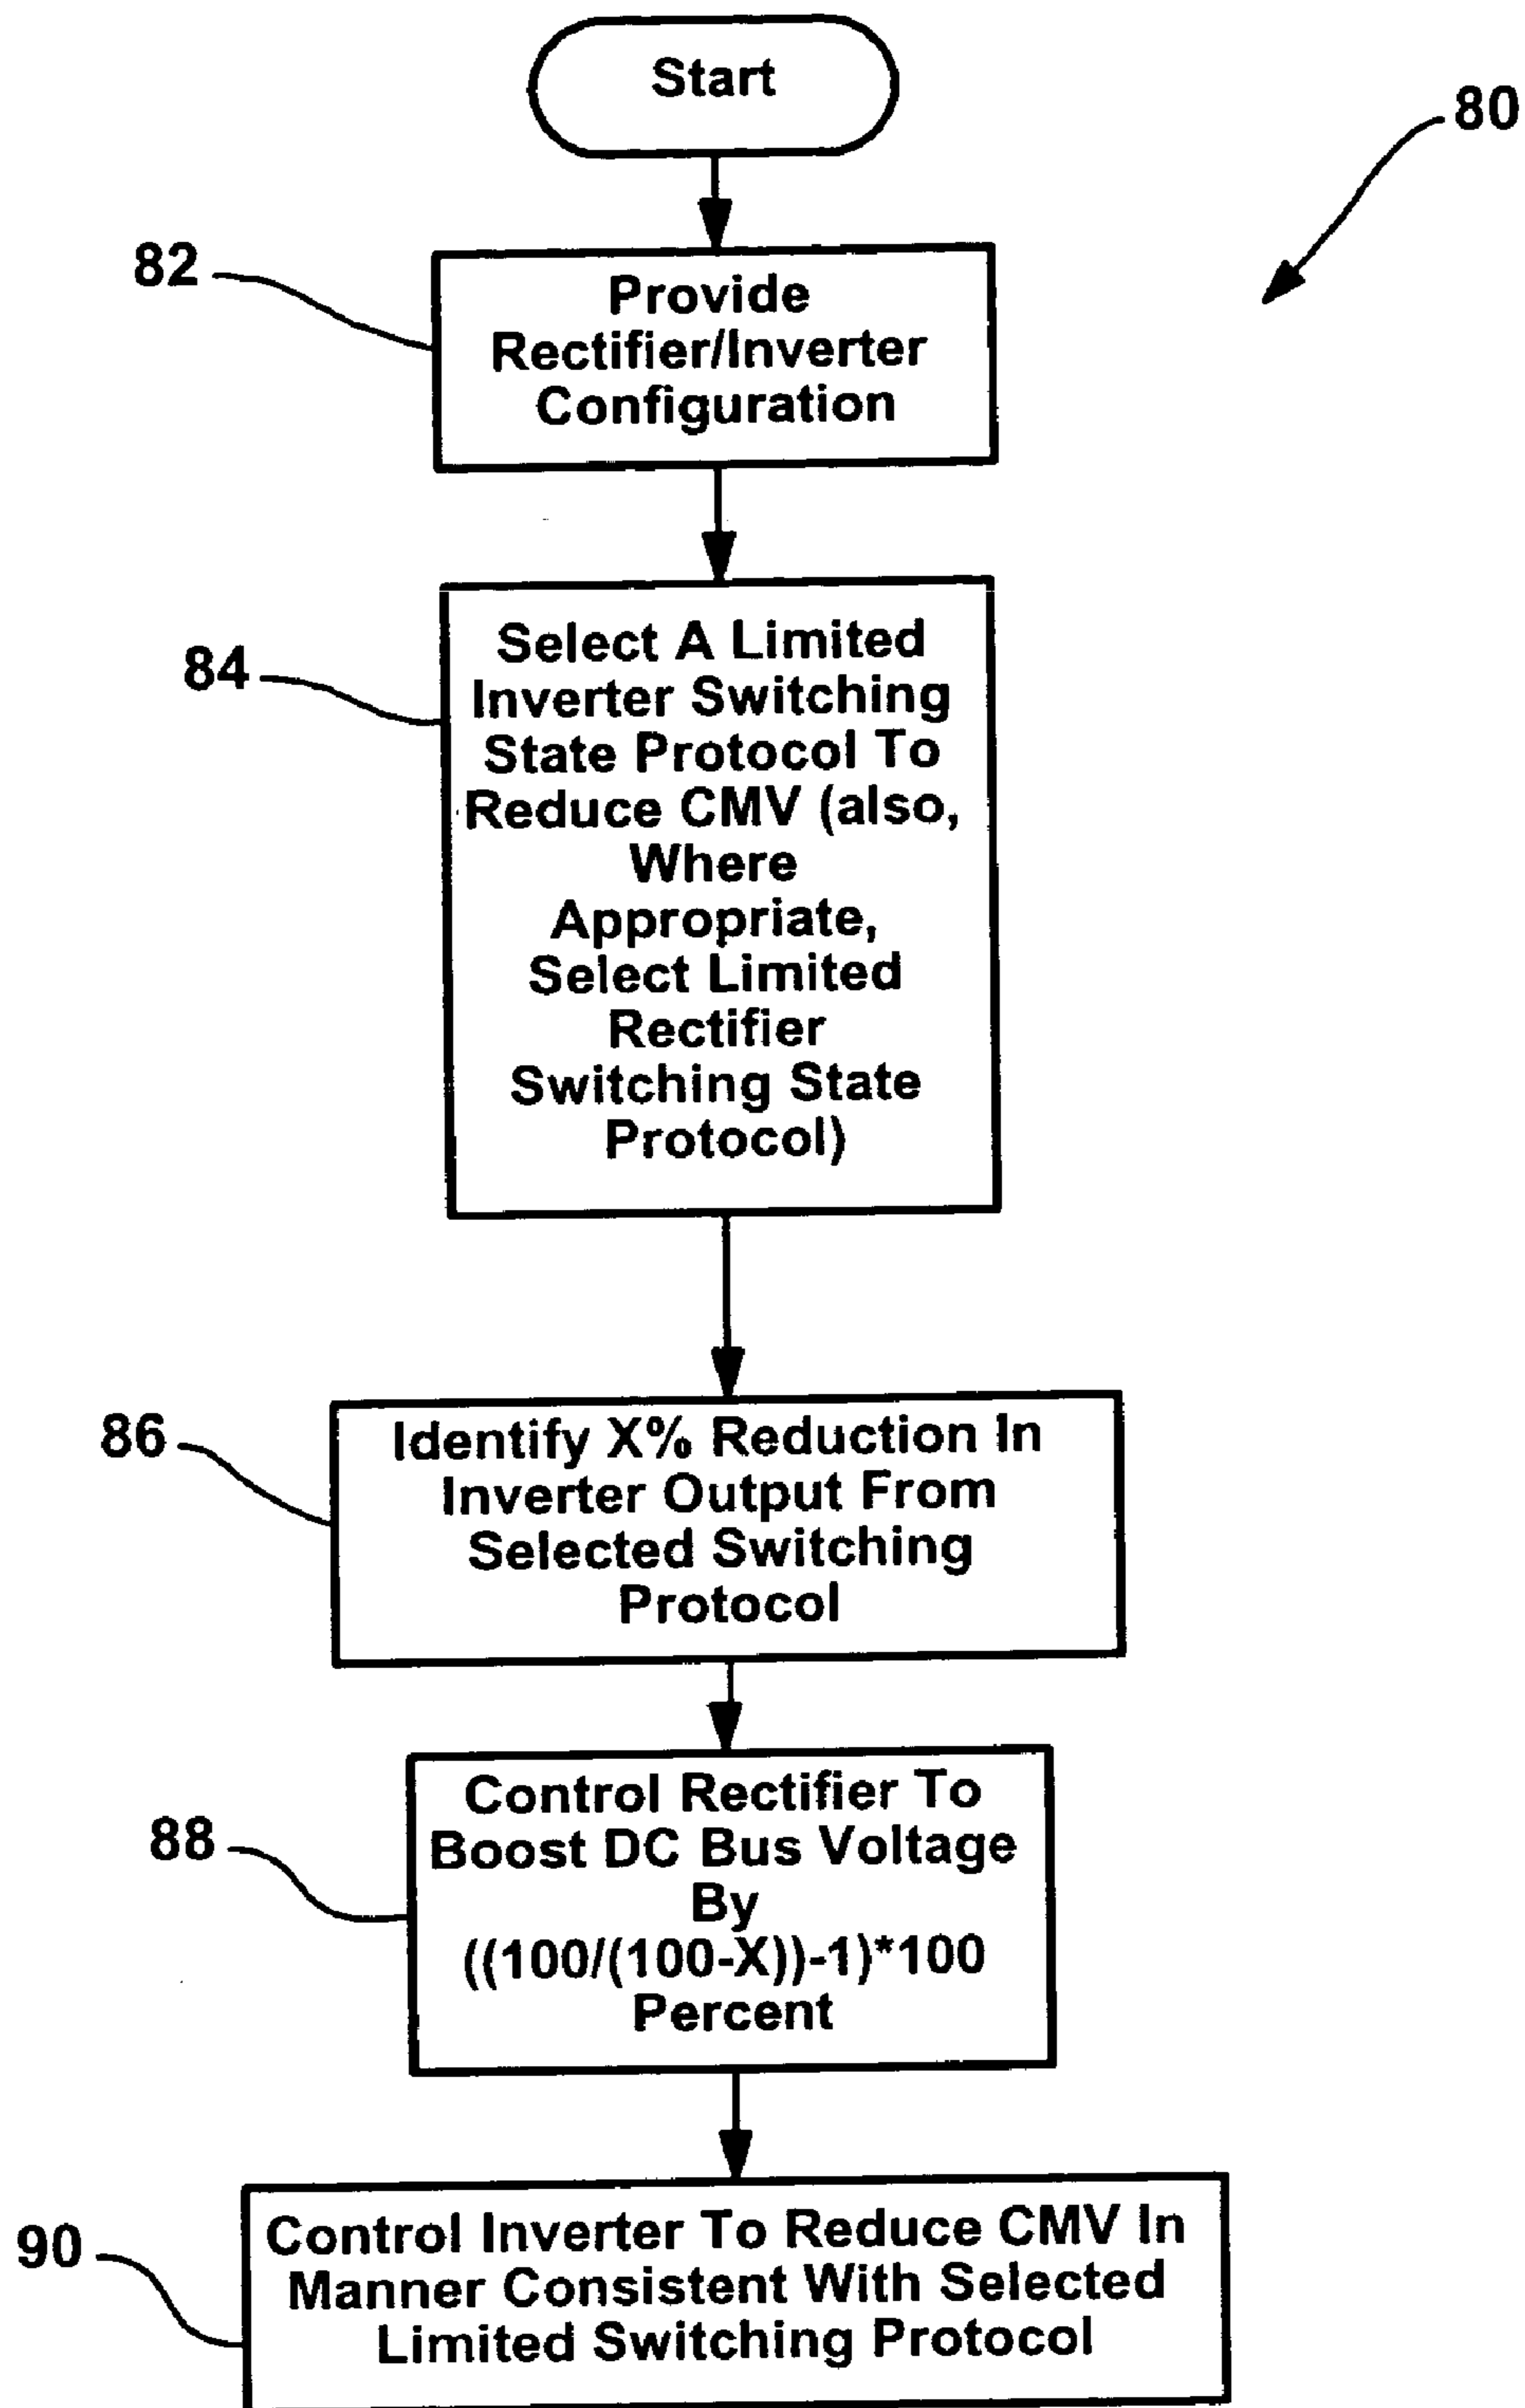 Start
80
82
Provide
Rectifier/Inverter
Configuration
84
Select A Limited
Inverter Switching
State Protocol To
Reduce CMV (also,
Where
Appropriate,
Select Limited
Rectifier
Switching State
Protocol)
86
Identify X% Reduction In
Inverter Output From
Selected Switching
Protocol
88
Control Rectifier To
Boost DC Bus Voltage
By
((100/(100-X))-1)*100
Percent
90
Control Inverter To Reduce CMV In
Manner Consistent With Selected
Limited Switching Protocol